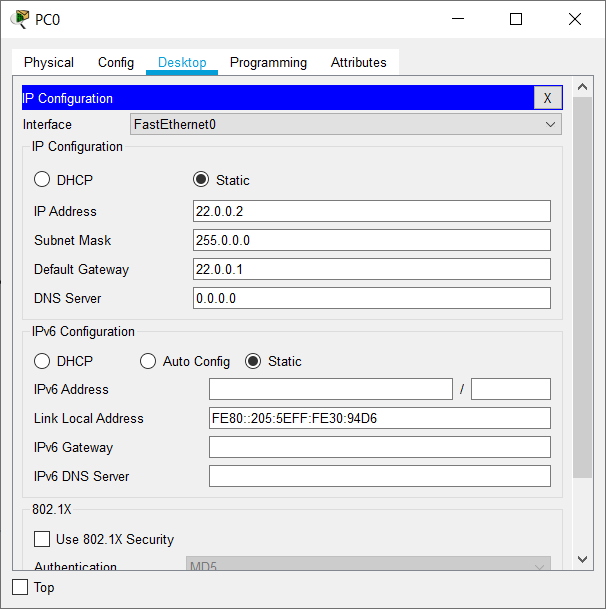 PC0
Physical Config Desktop Programming Attributes
IP Configuration X
Interface FastEthernet0
IP Configuration
DHCP Static
IP Address 22.0.0.2
Subnet Mask 255.0.0.0
Default Gateway 22.0.0.1
DNS Server 0.0.0.0
IPv6 Configuration
DHCP Auto Config Static
IPv6 Address /
Link Local Address FE80::205:5EFF:FE30:94D6
IPv6 Gateway
IPv6 DNS Server
802.1X
Use 802.1X Security
Authentication MD5
Top